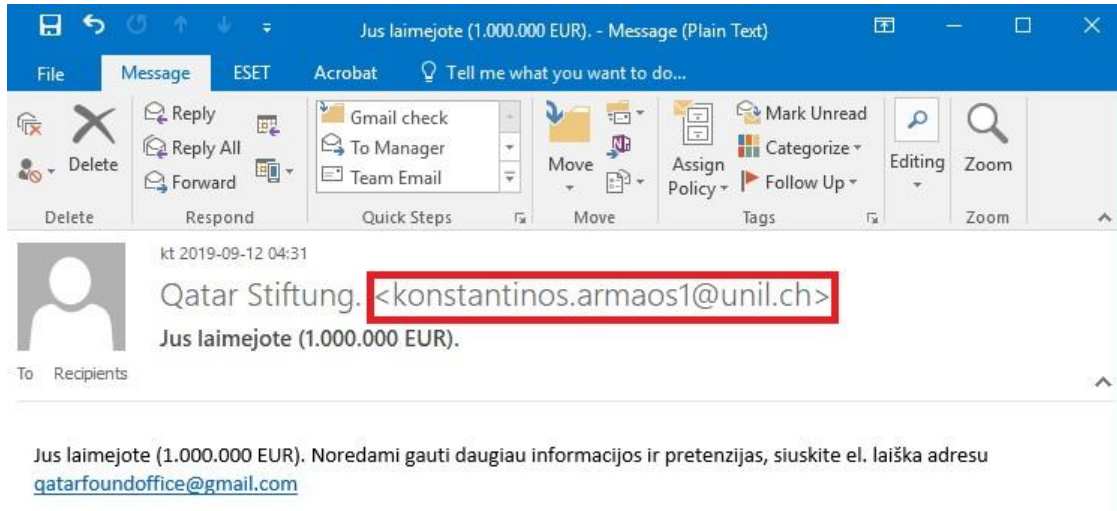 Jus laimejote (1.000.000 EUR). - Message (Plain Text)
File Message ESET Acrobat Tell me what you want to do...
Delete
Reply
Reply All
Forward
Gmail check
To Manager
Team Email
Move
Assign Policy
Mark Unread
Categorize
Follow Up
Editing
Zoom
Delete Respond Quick Steps Move Tags Zoom
kt 2019-09-12 04:31
Qatar Stiftung. <konstantinos.armaos1@unil.ch>
Jus laimejote (1.000.000 EUR).
To Recipients
Jus laimejote (1.000.000 EUR). Noredami gauti daugiau informacijos ir pretenzijas, siuskite el. laiška adresu
qatarfoundoffice@gmail.com